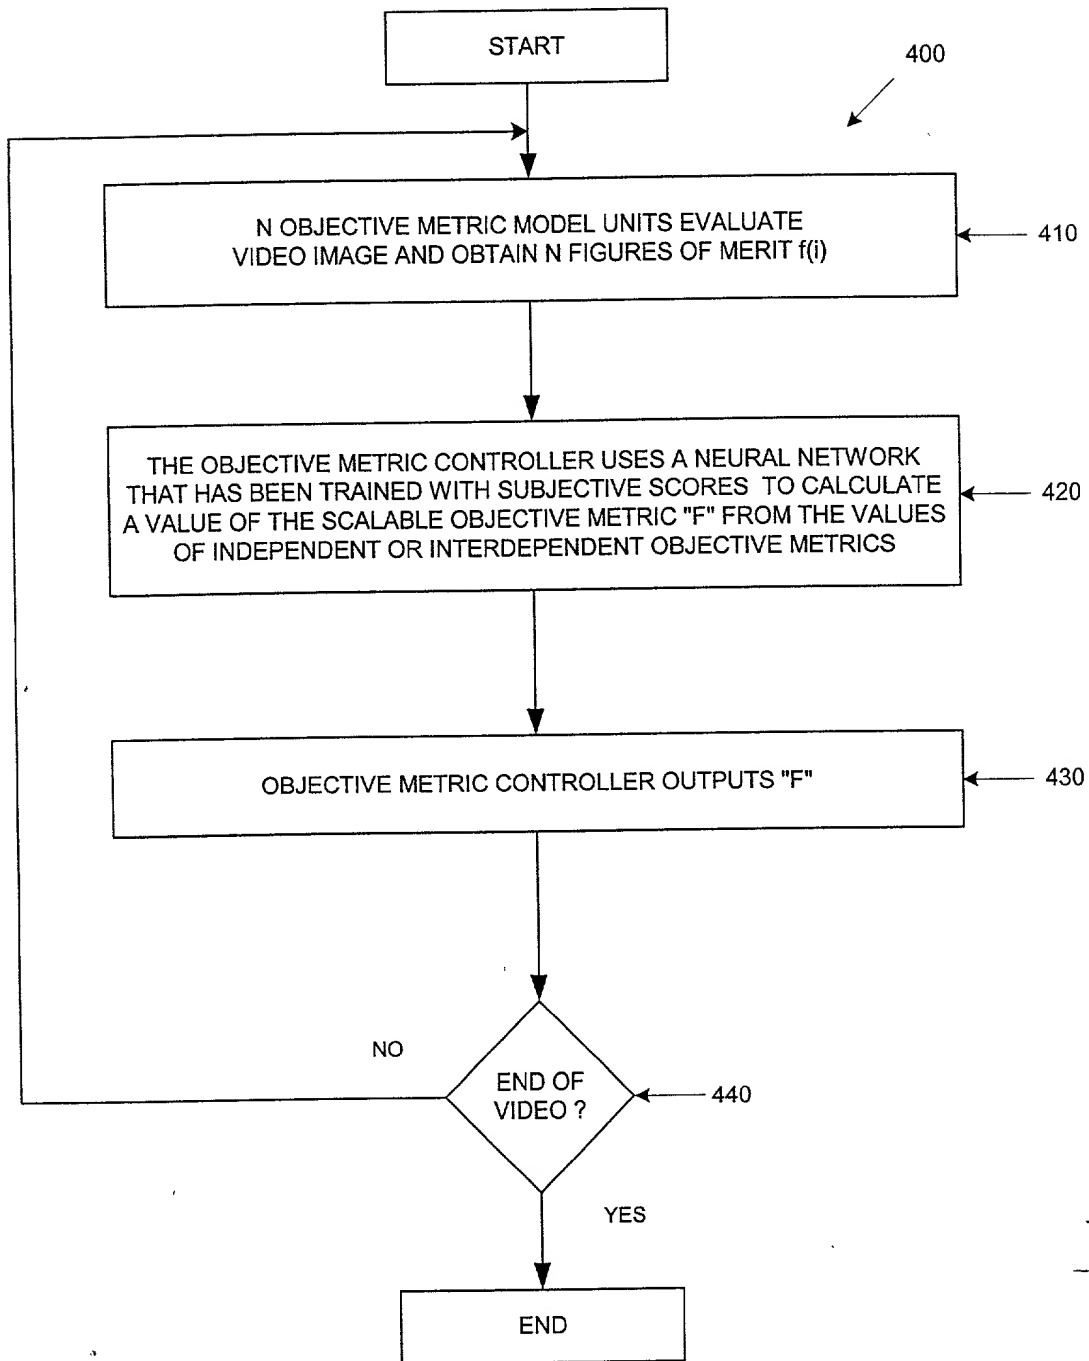 START
400
N OBJECTIVE METRIC MODEL UNITS EVALUATE
VIDEO IMAGE AND OBTAIN N FIGURES OF MERIT f(i)
410
THE OBJECTIVE METRIC CONTROLLER USES A NEURAL NETWORK
THAT HAS BEEN TRAINED WITH SUBJECTIVE SCORES TO CALCULATE
A VALUE OF THE SCALABLE OBJECTIVE METRIC "F" FROM THE VALUES
OF INDEPENDENT OR INTERDEPENDENT OBJECTIVE METRICS
420
OBJECTIVE METRIC CONTROLLER OUTPUTS "F"
430
NO
END OF
VIDEO ?
440
YES
END